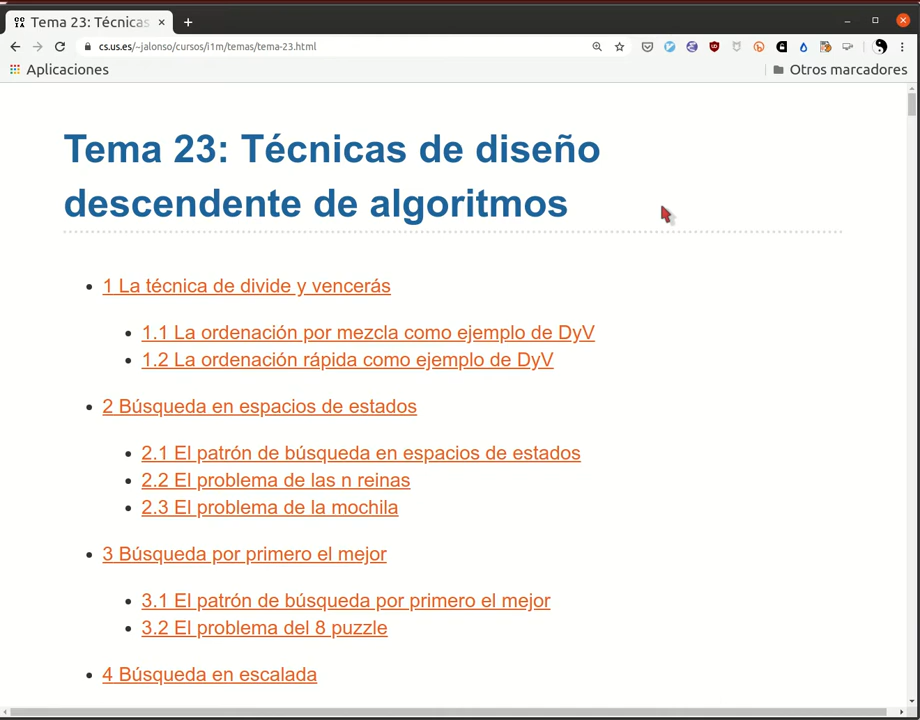 Tema 23: Técnicas
cs.us.es/~jalonso/cursos/i1m/temas/tema-23.html
Aplicaciones
Otros marcadores
Tema 23: Técnicas de diseño
descendente de algoritmos
1 La técnica de divide y vencerás
1.1 La ordenación por mezcla como ejemplo de DyV
1.2 La ordenación rápida como ejemplo de DyV
2 Búsqueda en espacios de estados
2.1 El patrón de búsqueda en espacios de estados
2.2 El problema de las n reinas
2.3 El problema de la mochila
3 Búsqueda por primero el mejor
3.1 El patrón de búsqueda por primero el mejor
3.2 El problema del 8 puzzle
4 Búsqueda en escalada